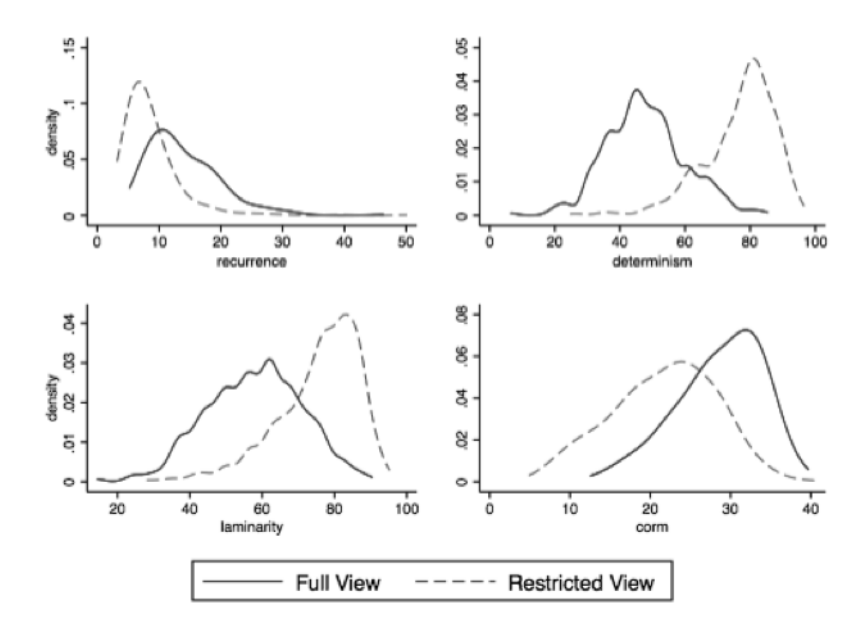 density
.15
.1
.05
0
0 10 20 30 40 50
recurrence
.05
.04
.03
.02
.01
0
0 20 40 60 80 100
determinism
density
.04
.03
.02
.01
0
20 40 60 80 100
laminarity
.08
.06
.04
.02
0
0 10 20 30 40
corm
Full View Restricted View